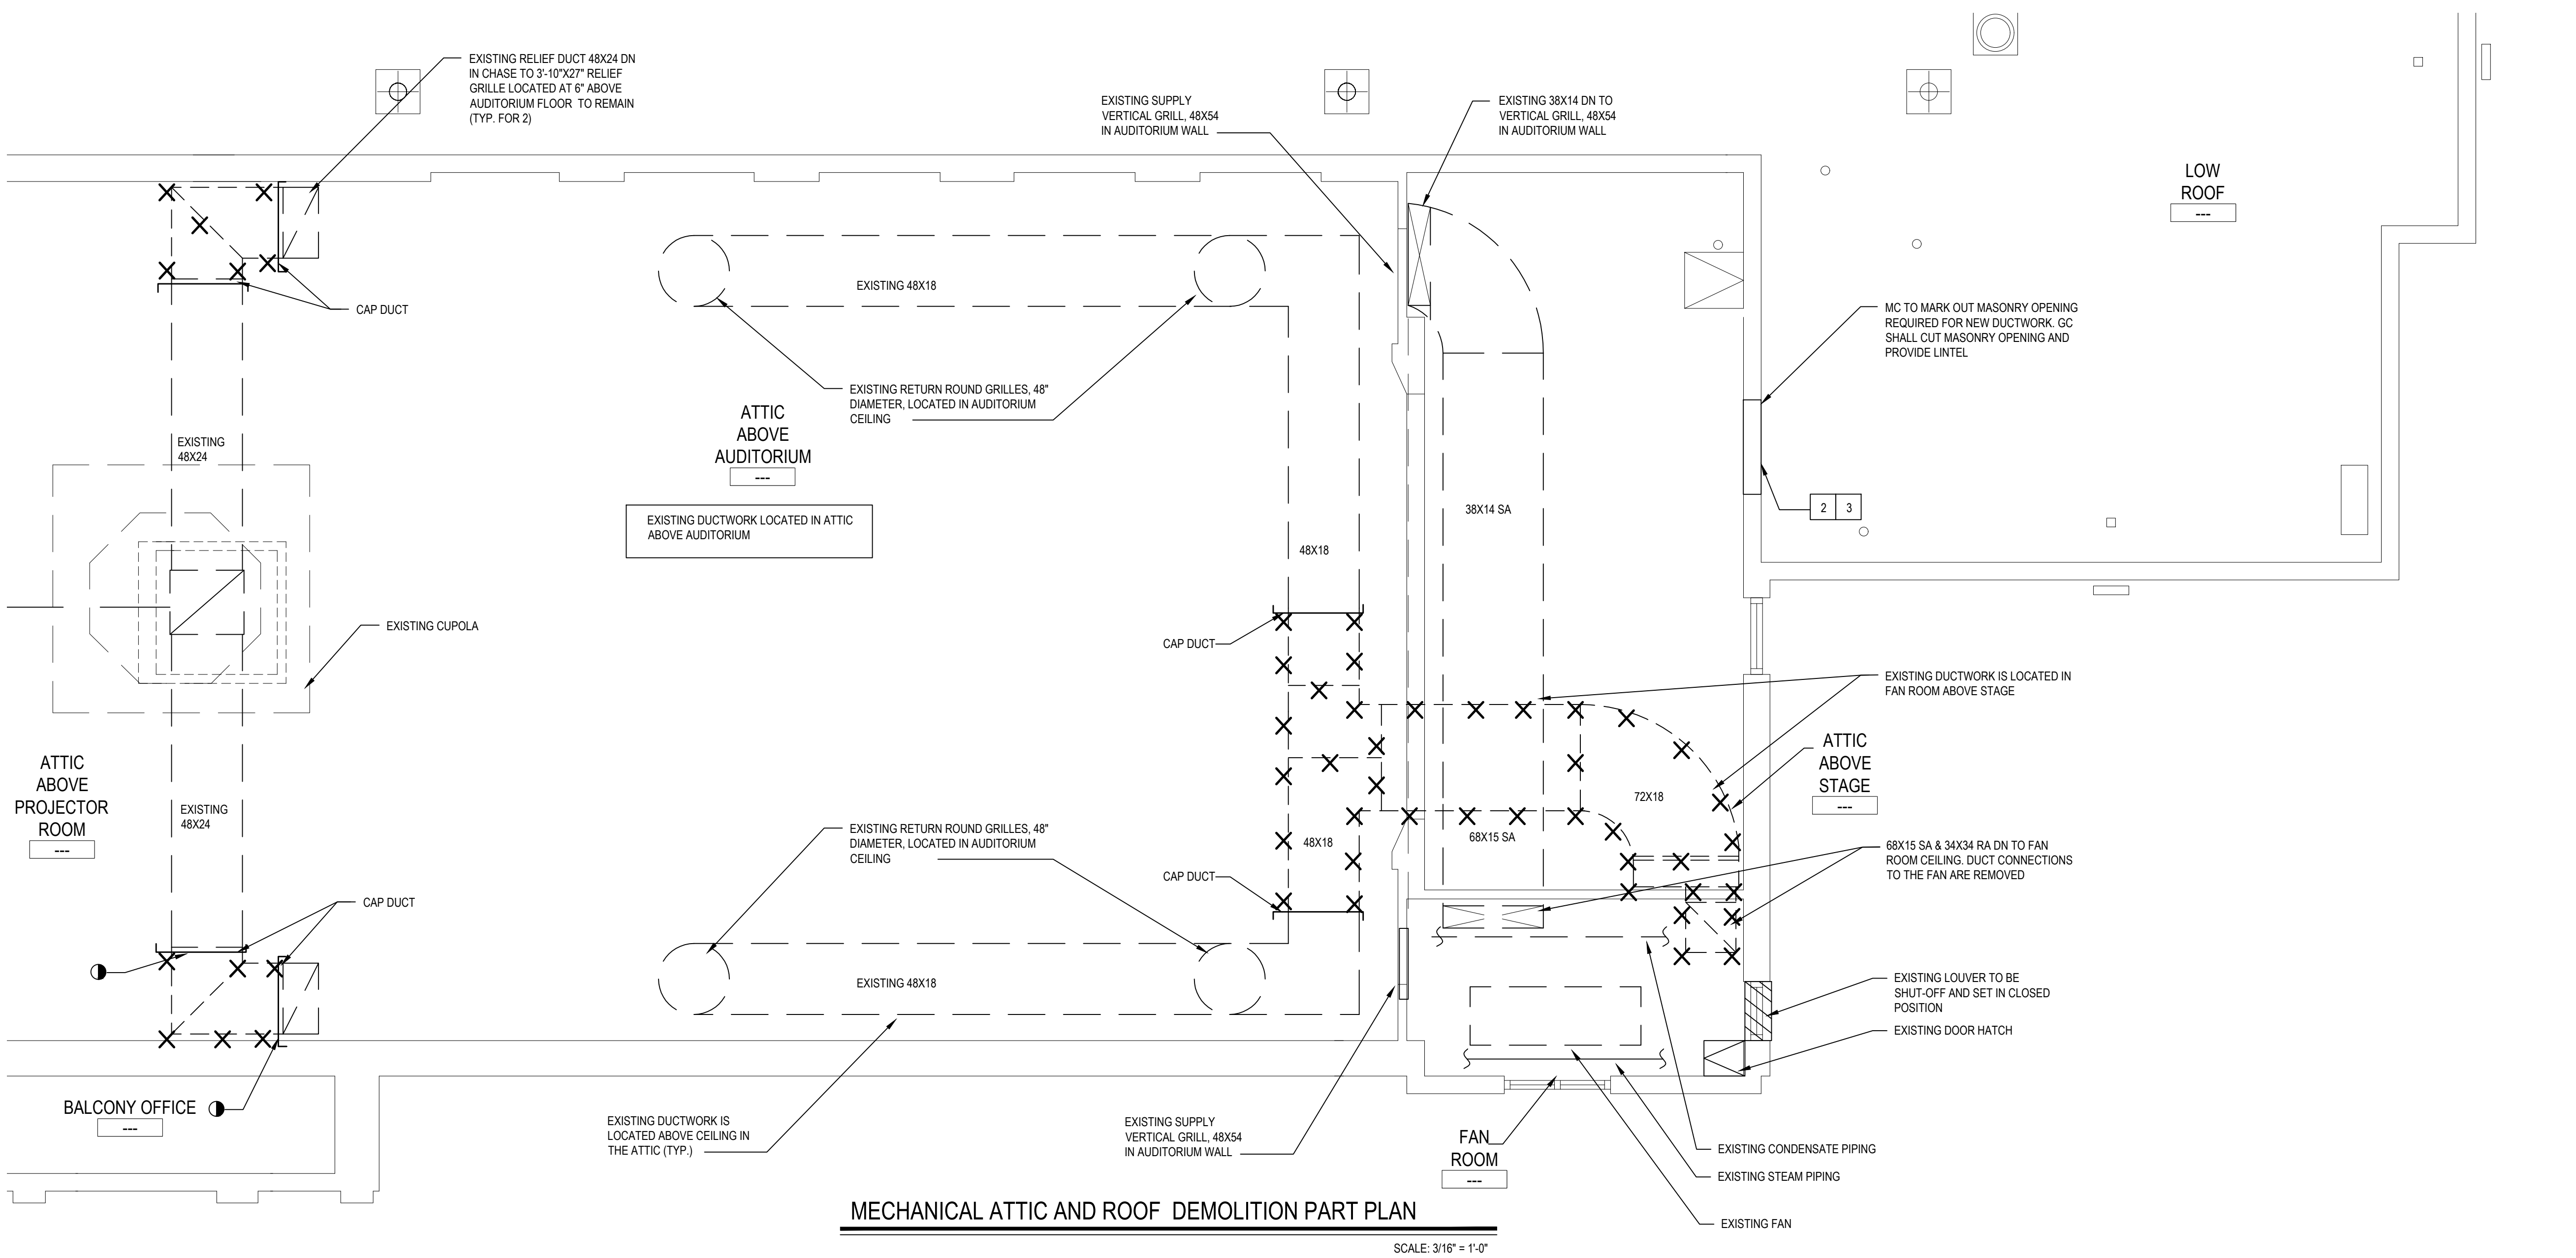 EXISTING RELIEF DUCT 48X24 DN
IN CHASE TO 3'-10"X27" RELIEF
GRILLE LOCATED AT 6" ABOVE
AUDITORIUM FLOOR TO REMAIN
(TYP. FOR 2)
EXISTING SUPPLY
VERTICAL GRILL, 48X54
IN AUDITORIUM WALL
EXISTING 38X14 DN TO
VERTICAL GRILL, 48X54
IN AUDITORIUM WALL
LOW
ROOF
---
CAP DUCT
EXISTING 48X18
MC TO MARK OUT MASONRY OPENING
REQUIRED FOR NEW DUCTWORK. GC
SHALL CUT MASONRY OPENING AND
PROVIDE LINTEL
EXISTING RETURN ROUND GRILLES, 48"
DIAMETER, LOCATED IN AUDITORIUM
CEILING
ATTIC
ABOVE
AUDITORIUM
---
EXISTING
48X24
EXISTING DUCTWORK LOCATED IN ATTIC
ABOVE AUDITORIUM
38X14 SA
2 3
48X18
EXISTING CUPOLA
CAP DUCT
EXISTING DUCTWORK IS LOCATED IN
FAN ROOM ABOVE STAGE
ATTIC
ABOVE
STAGE
---
ATTIC
ABOVE
PROJECTOR
ROOM
---
EXISTING
48X24
72X18
EXISTING RETURN ROUND GRILLES, 48"
DIAMETER, LOCATED IN AUDITORIUM
CEILING
48X18
68X15 SA
68X15 SA & 34X34 RA DN TO FAN
ROOM CEILING. DUCT CONNECTIONS
TO THE FAN ARE REMOVED
CAP DUCT
CAP DUCT
EXISTING 48X18
EXISTING LOUVER TO BE
SHUT-OFF AND SET IN CLOSED
POSITION
EXISTING DOOR HATCH
BALCONY OFFICE
---
EXISTING DUCTWORK IS
LOCATED ABOVE CEILING IN
THE ATTIC (TYP.)
EXISTING SUPPLY
VERTICAL GRILL, 48X54
IN AUDITORIUM WALL
FAN
ROOM
---
EXISTING CONDENSATE PIPING
EXISTING STEAM PIPING
EXISTING FAN
MECHANICAL ATTIC AND ROOF DEMOLITION PART PLAN
SCALE: 3/16" = 1'-0"